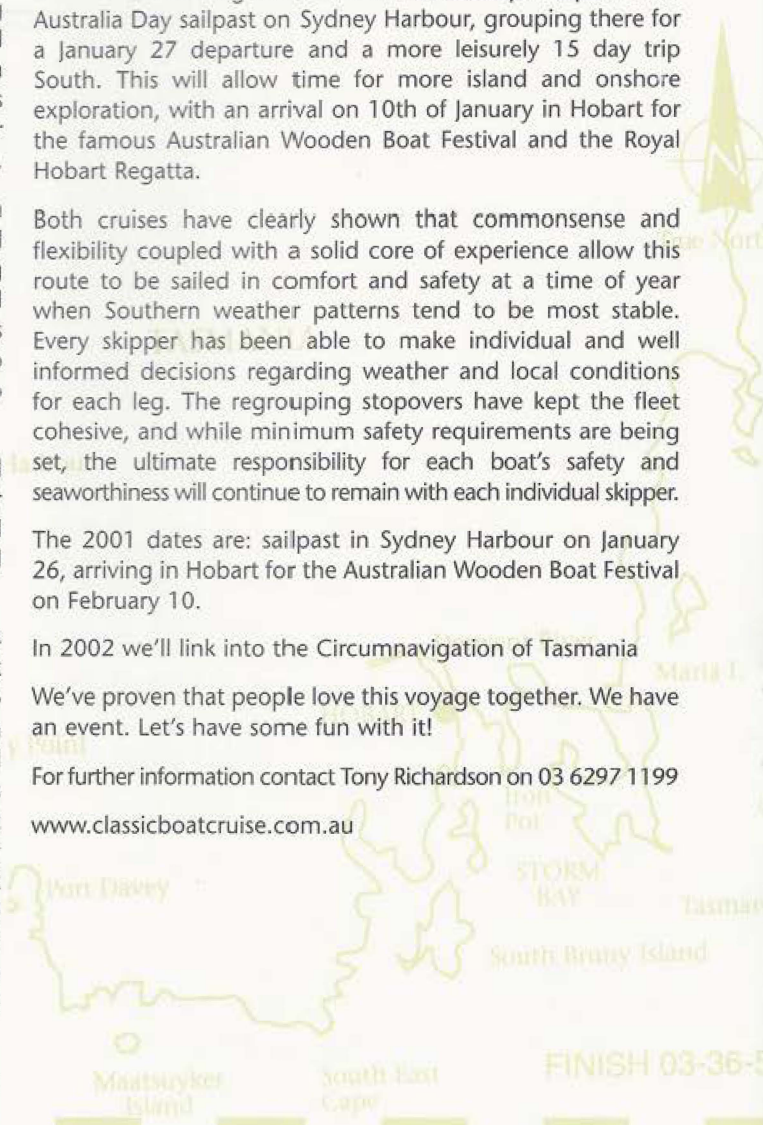 Australia Day sailpast on Sydney Harbour, grouping there for
a January 27 departure and a more leisurely 15 day trip
South. This will allow time for more island and onshore
exploration, with an arrival on 10th of January in Hobart for
the famous Australian Wooden Boat Festival and the Royal
Hobart Regatta.
Both cruises have clearly shown that commonsense and
flexibility coupled with a solid core of experience allow this
route to be sailed in comfort and safety at a time of year
when Southern weather patterns tend to be most stable.
Every skipper has been able to make individual and well
informed decisions regarding weather and local conditions
for each leg. The regrouping stopovers have kept the fleet
cohesive, and while minimum safety requirements are being
set, the ultimate responsibility for each boat's safety and
seaworthiness will continue to remain with each individual skipper.
The 2001 dates are: sailpast in Sydney Harbour on January
26, arriving in Hobart for the Australian Wooden Boat Festival
on February 10.
In 2002 we'll link into the Circumnavigation of Tasmania
We've proven that people love this voyage together. We have
an event. Let's have some fun with it!
For further information contact Tony Richardson on 03 6297 1199
www.classicboatcruise.com.au
N
TASMANIA
Maria I.
Point
Iron
Pot
STORM
BAY
Port Davey
South Bruny Island
Maatsuyker
Island
South East
Cape
FINISH 03-36-5